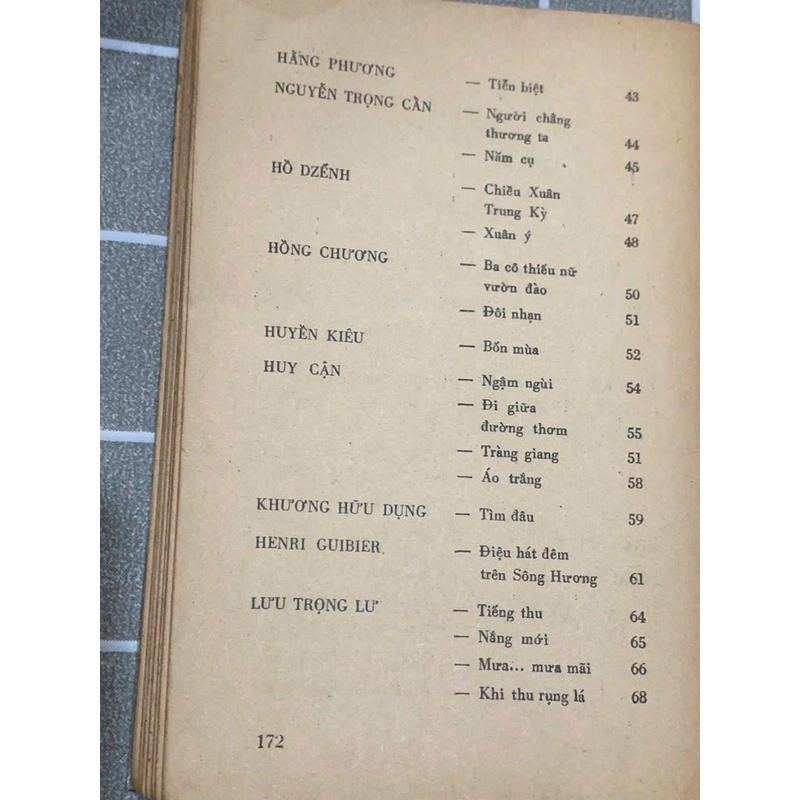 HẰNG PHƯƠNG — Tiễn biệt 43
NGUYỄN TRỌNG CẦN — Người chẳng
thương ta 44
— Nấm cụ 45
HỒ DZẾNH — Chiều Xuân
Trung Kỳ 47
— Xuân ý 48
HỒNG CHƯƠNG — Ba cô thiếu nữ
vườn đào 50
— Đôi nhạn 51
HUYỀN KIÊU — Bốn mùa 52
HUY CẬN — Ngậm ngùi 54
— Đi giữa
đường thơm 55
— Tràng giang 51
— Áo trắng 58
KHƯƠNG HỮU DỤNG — Tìm đâu 59
HENRI GUIBIER — Điệu hát đêm
trên Sông Hương 61
LƯU TRỌNG LƯ — Tiếng thu 64
— Nắng mới 65
— Mưa... mưa mãi 66
— Khi thu rụng lá 68
172